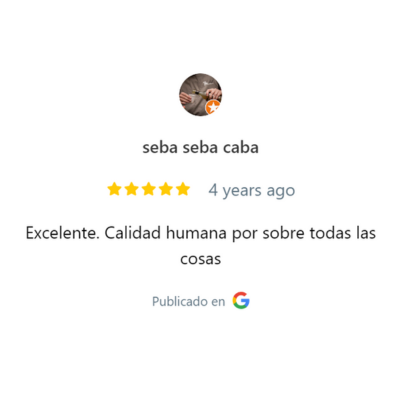 seba seba caba
4 years ago
Excelente. Calidad humana por sobre todas las
cosas
Publicado en